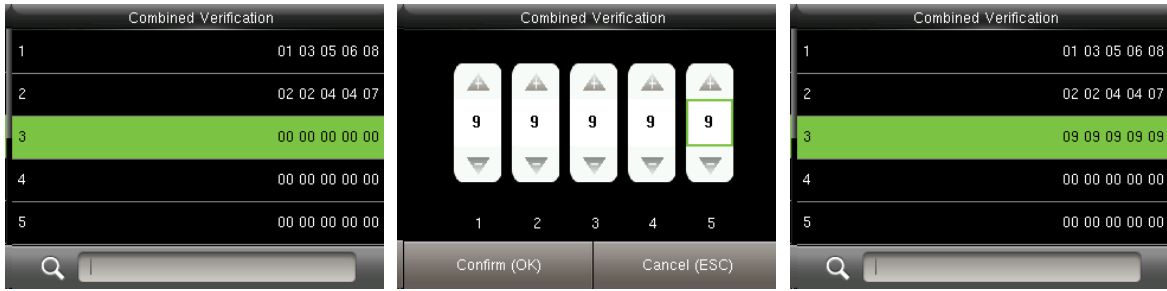 Combined Verification
1 01 03 05 06 08
2 02 02 04 04 07
3 00 00 00 00 00
4 00 00 00 00 00
5 00 00 00 00 00
Combined Verification
9 9 9 9 9
1 2 3 4 5
Confirm (OK) Cancel (ESC)
Combined Verification
1 01 03 05 06 08
2 02 02 04 04 07
3 09 09 09 09 09
4 00 00 00 00 00
5 00 00 00 00 00